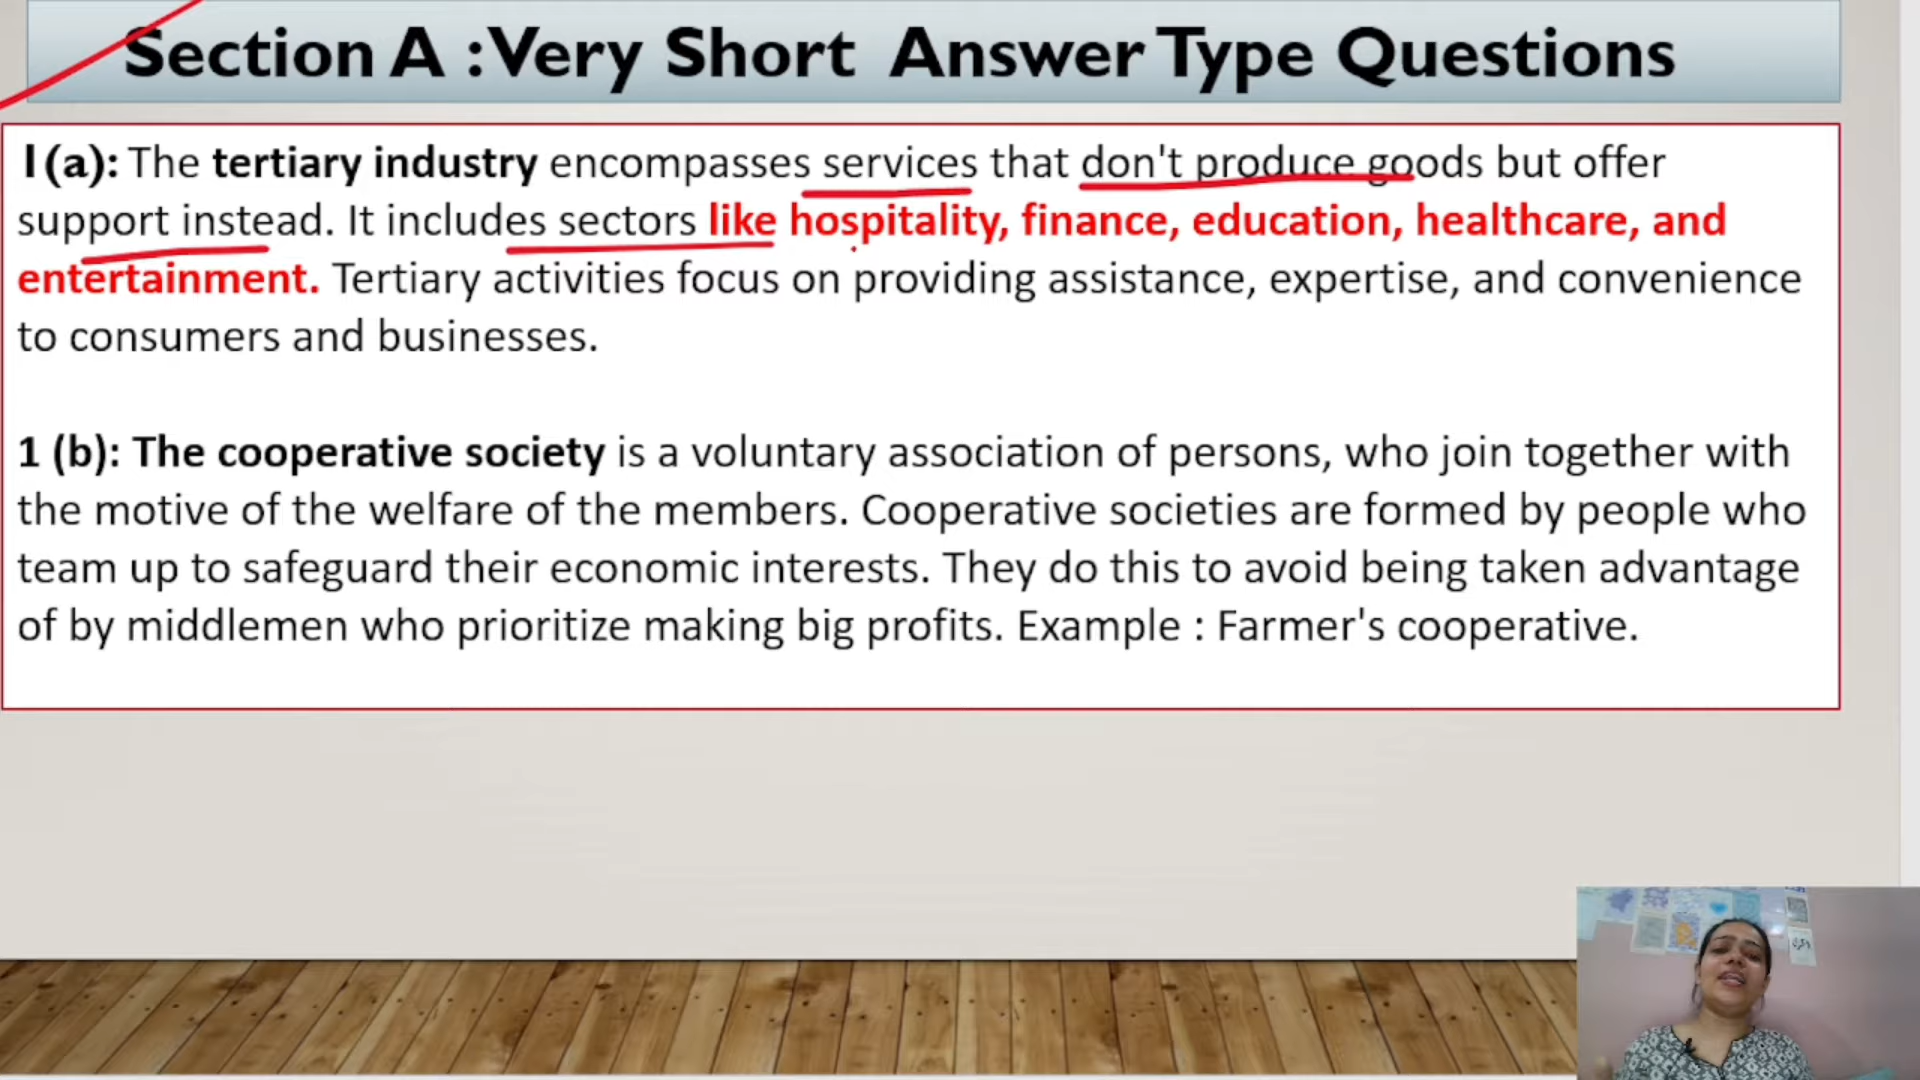 Section A : Very Short Answer Type Questions
1(a): The tertiary industry encompasses services that don't produce goods but offer
support instead. It includes sectors like hospitality, finance, education, healthcare, and
entertainment. Tertiary activities focus on providing assistance, expertise, and convenience
to consumers and businesses.
1 (b): The cooperative society is a voluntary association of persons, who join together with
the motive of the welfare of the members. Cooperative societies are formed by people who
team up to safeguard their economic interests. They do this to avoid being taken advantage
of by middlemen who prioritize making big profits. Example : Farmer's cooperative.